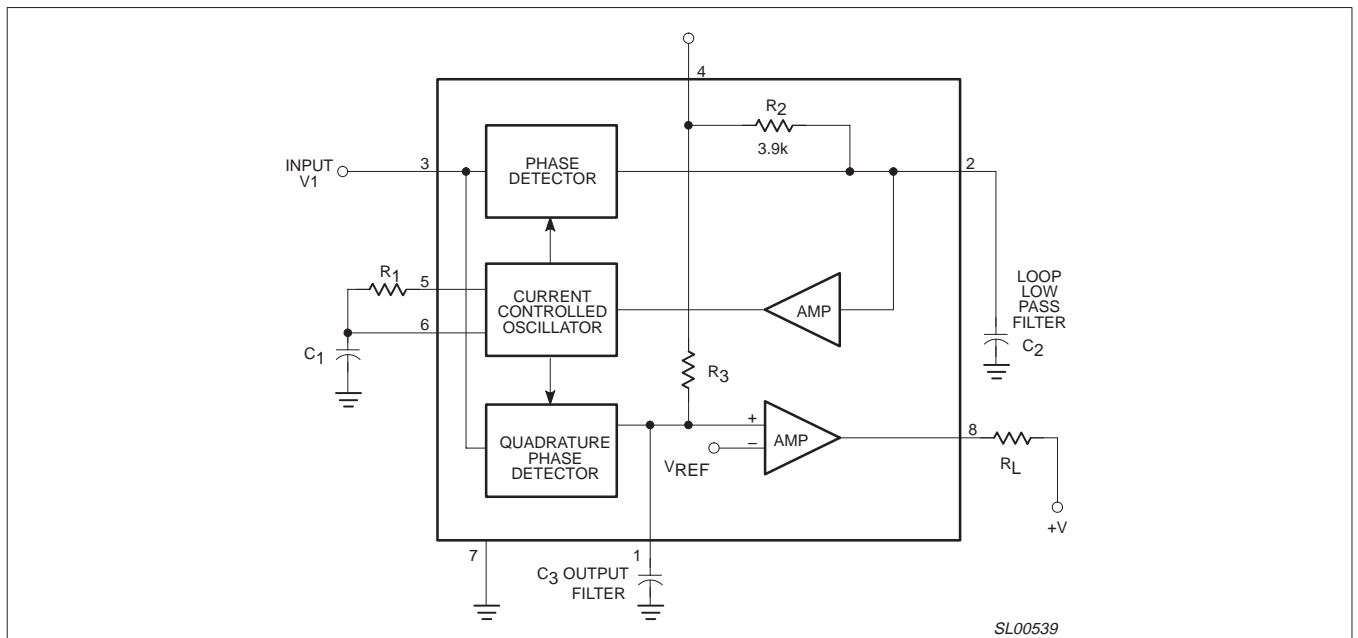 4
R2
3.9k
INPUT
V1
3
PHASE
DETECTOR
2
R1
5
6
C1
CURRENT
CONTROLLED
OSCILLATOR
AMP
LOOP
LOW
PASS
FILTER
C2
R3
QUADRATURE
PHASE
DETECTOR
+
–
VREF
AMP
8
RL
+V
7
1
C3 OUTPUT
FILTER
SL00539